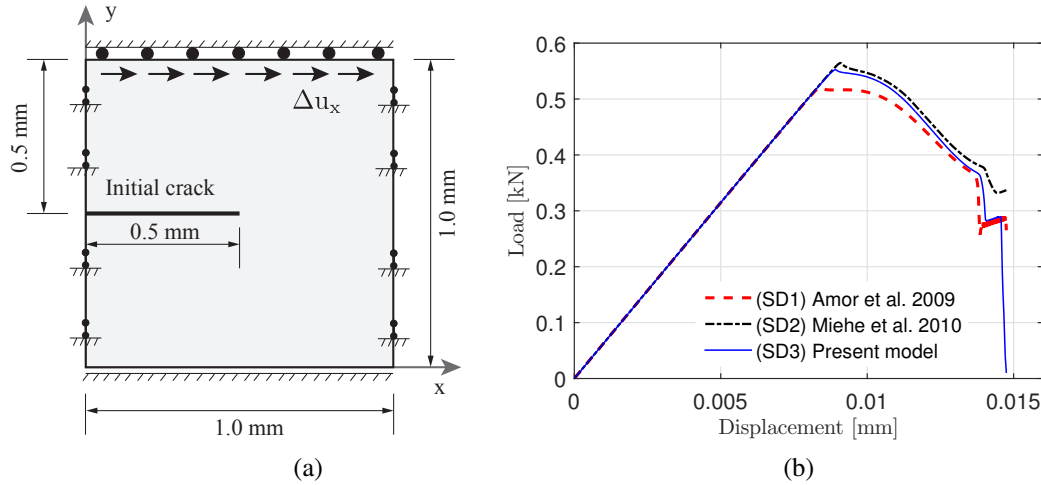 y
Δu_x
0.5 mm
Initial crack
0.5 mm
1.0 mm
x
1.0 mm
(a)
0.6
0.5
0.4
0.3
0.2
0.1
0
Load [kN]
(SD1) Amor et al. 2009
(SD2) Miehe et al. 2010
(SD3) Present model
0
0.005
0.01
0.015
Displacement [mm]
(b)